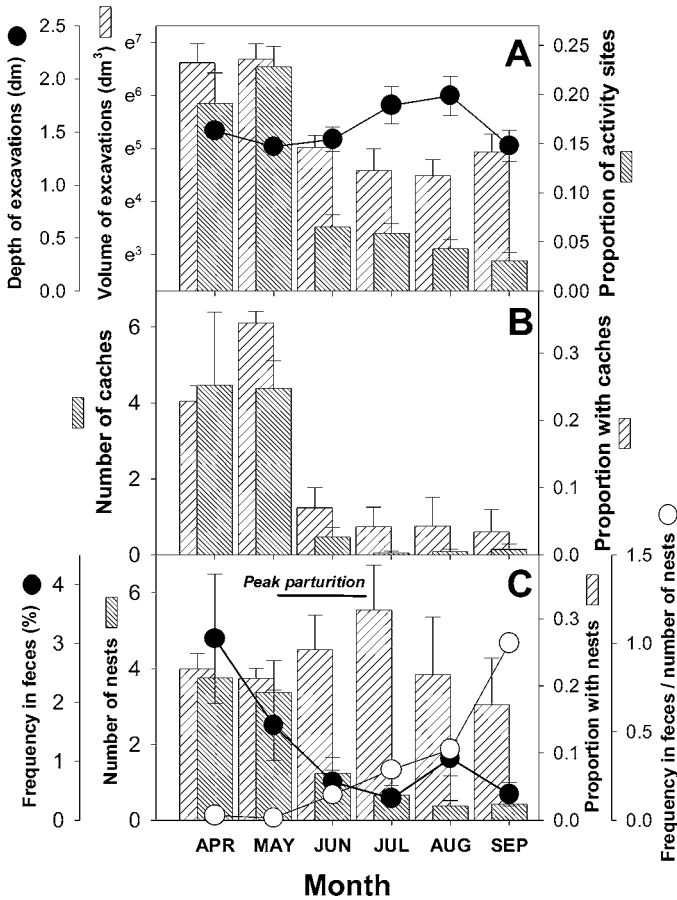 Depth of excavations (dm)
2.5
2.0
1.5
1.0
0.5
0.0
Volume of excavations (dm³)
e⁷
e⁶
e⁵
e⁴
e³
A
0.25
0.20
0.15
0.10
0.05
0.00
Proportion of activity sites
Number of caches
6
4
2
0
B
0.3
0.2
0.1
0.0
Proportion with caches
Frequency in feces (%)
4
3
2
1
0
Number of nests
6
4
2
0
Peak parturition
C
0.3
0.2
0.1
0.0
Proportion with nests
1.5
1.0
0.5
0.0
Frequency in feces / number of nests
APR MAY JUN JUL AUG SEP
Month